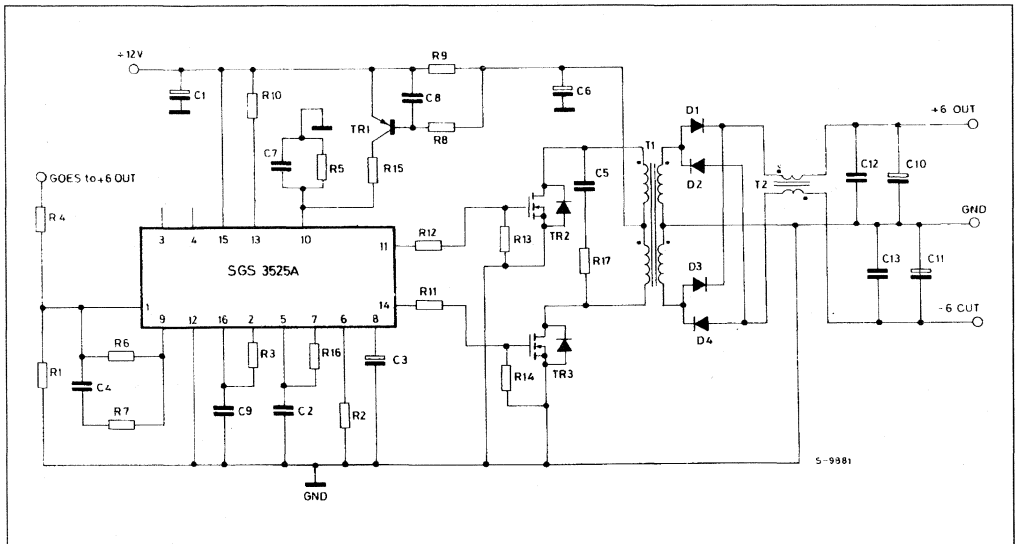 +12V
R9
C1
R10
C8
C6
TR1
R8
D1
+6 OUT
C7
R5
R15
T1
C5
D2
T2
C12
C10
GOES to +6 OUT
R4
3 4 15 13 10
11
R12
R13
TR2
GND
SGS 3525A
R17
D3
C13
C11
14
R11
1
9 12 16 2 5 7 6 8
D4
-6 CUT
R1
R6
R3
R16
C3
R14
TR3
C4
R7
C9
C2
R2
S-9881
GND